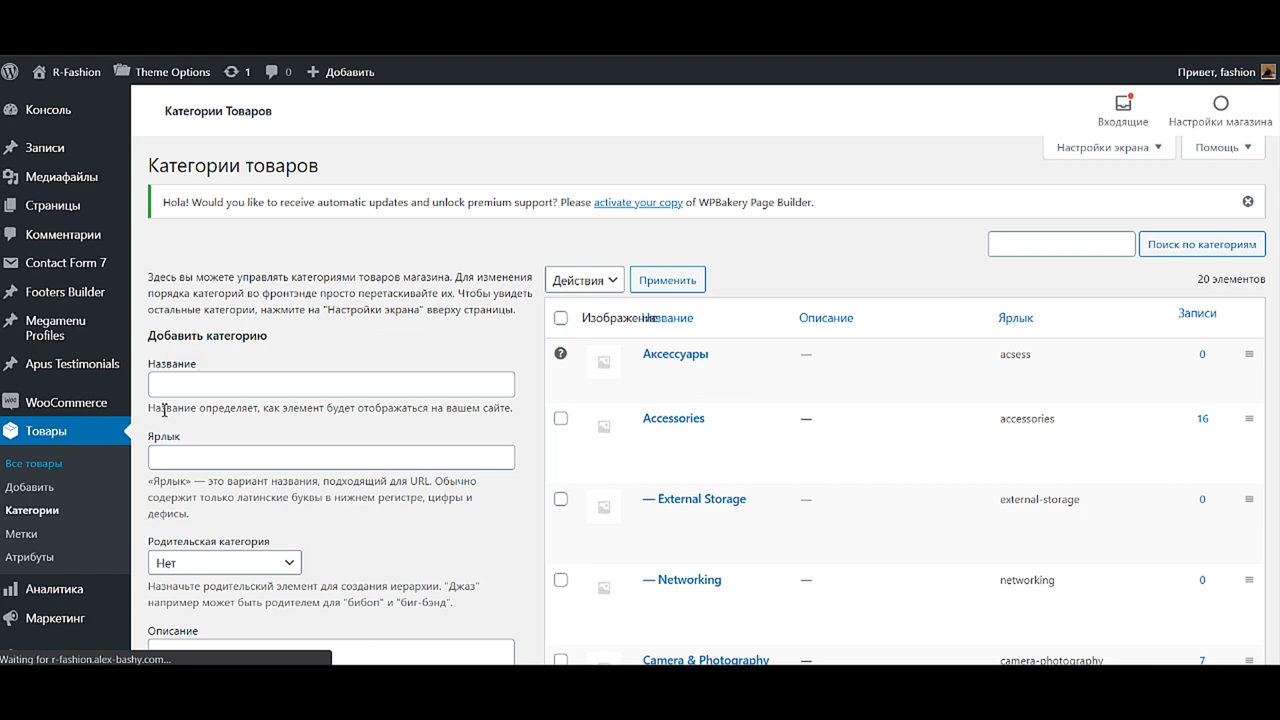 R-Fashion Theme Options 1 0 Добавить Привет, fashion
Консоль
Записи
Медиафайлы
Страницы
Комментарии
Contact Form 7
Footers Builder
Megamenu
Profiles
Apus Testimonials
WooCommerce
Товары
Все товары
Добавить
Категории
Метки
Атрибуты
Аналитика
Маркетинг
Waiting for r-fashion.alex-bashy.com...
Категории Товаров
Входящие
Настройки магазина
Настройки экрана
Помощь
Категории товаров
Hola! Would you like to receive automatic updates and unlock premium support? Please activate your copy of WPBakery Page Builder.
Поиск по категориям
Здесь вы можете управлять категориями товаров магазина. Для изменения
порядка категорий во фронтэнде просто перетаскивайте их. Чтобы увидеть
остальные категории, нажмите на "Настройки экрана" вверху страницы.
Добавить категорию
Название
Название определяет, как элемент будет отображаться на вашем сайте.
Ярлык
«Ярлык» — это вариант названия, подходящий для URL. Обычно
содержит только латинские буквы в нижнем регистре, цифры и
дефисы.
Родительская категория
Нет
Назначьте родительский элемент для создания иерархии. "Джаз"
например может быть родителем для "бибоп" и "биг-бэнд".
Описание
Действия Применить 20 элементов
Изображение Название Описание Ярлык Записи
Аксессуары — acsess 0
Accessories — accessories 16
— External Storage — external-storage 0
— Networking — networking 0
Camera & Photography — camera-photography 7